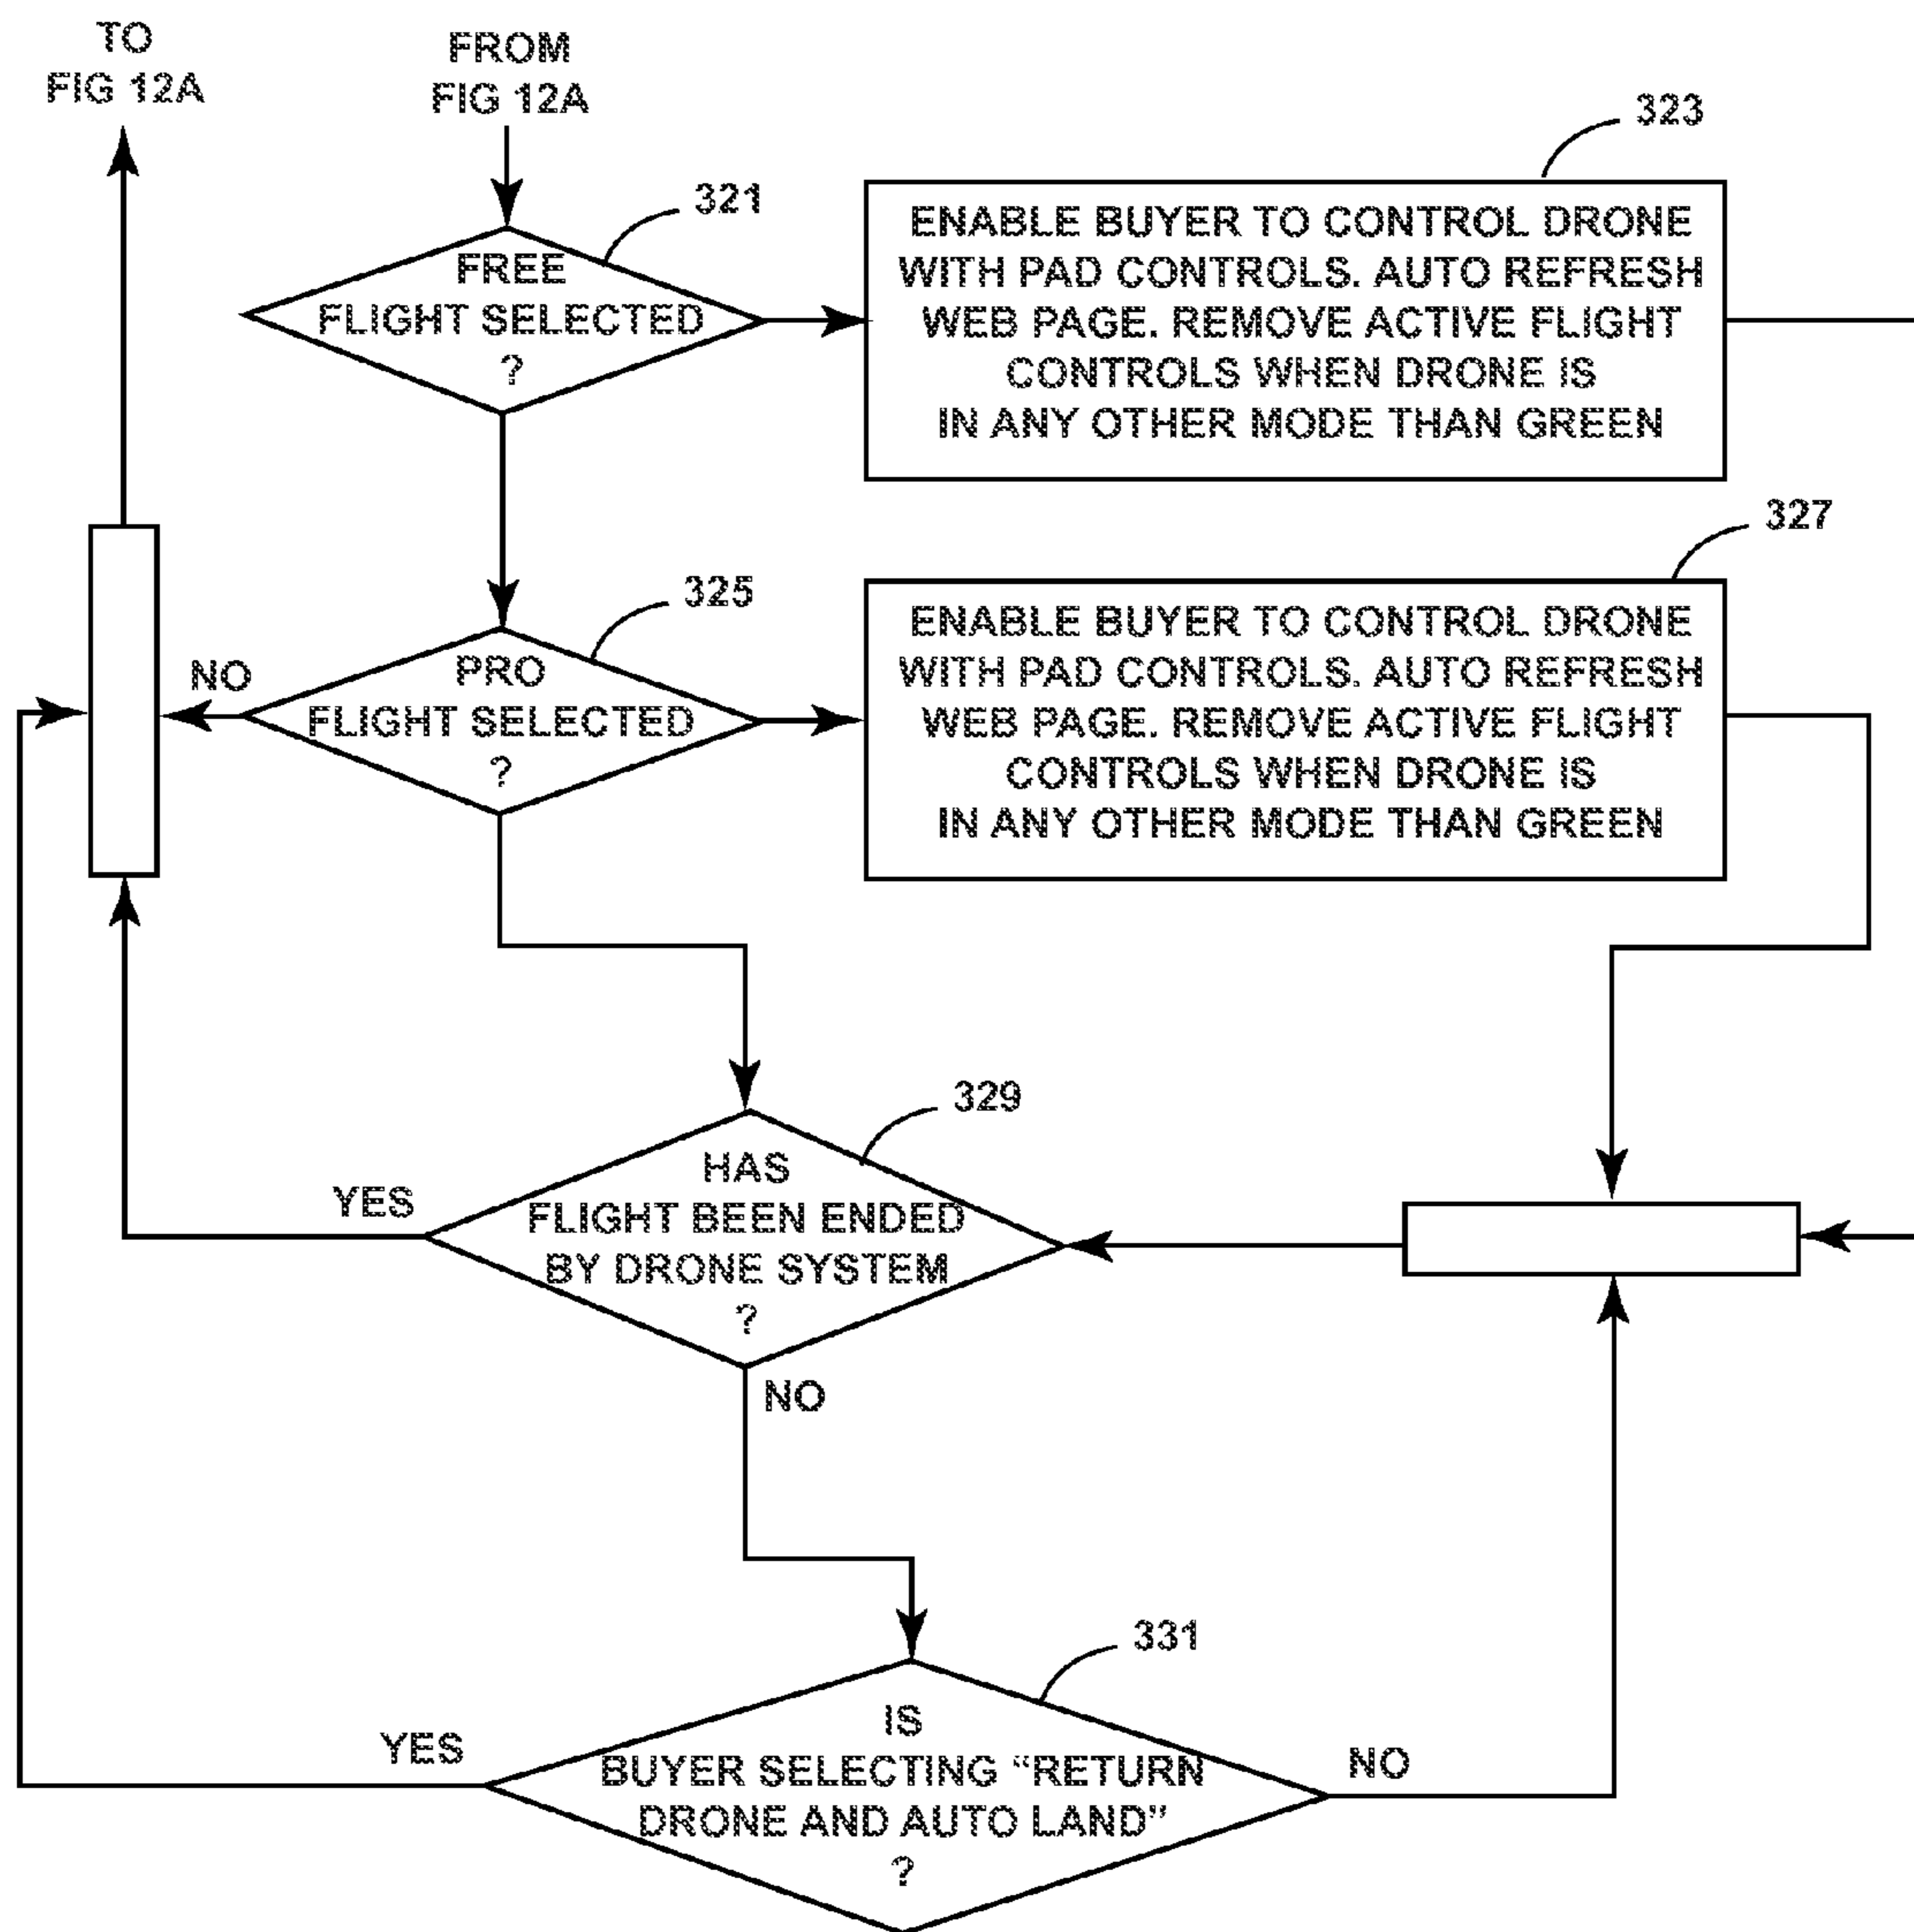 TO
FIG 12A
FROM
FIG 12A
323
321
FREE
FLIGHT SELECTED
?
ENABLE BUYER TO CONTROL DRONE
WITH PAD CONTROLS. AUTO REFRESH
WEB PAGE. REMOVE ACTIVE FLIGHT
CONTROLS WHEN DRONE IS
IN ANY OTHER MODE THAN GREEN
327
325
NO
PRO
FLIGHT SELECTED
?
ENABLE BUYER TO CONTROL DRONE
WITH PAD CONTROLS. AUTO REFRESH
WEB PAGE. REMOVE ACTIVE FLIGHT
CONTROLS WHEN DRONE IS
IN ANY OTHER MODE THAN GREEN
329
YES
HAS
FLIGHT BEEN ENDED
BY DRONE SYSTEM
?
NO
331
YES
IS
BUYER SELECTING “RETURN
DRONE AND AUTO LAND”
?
NO